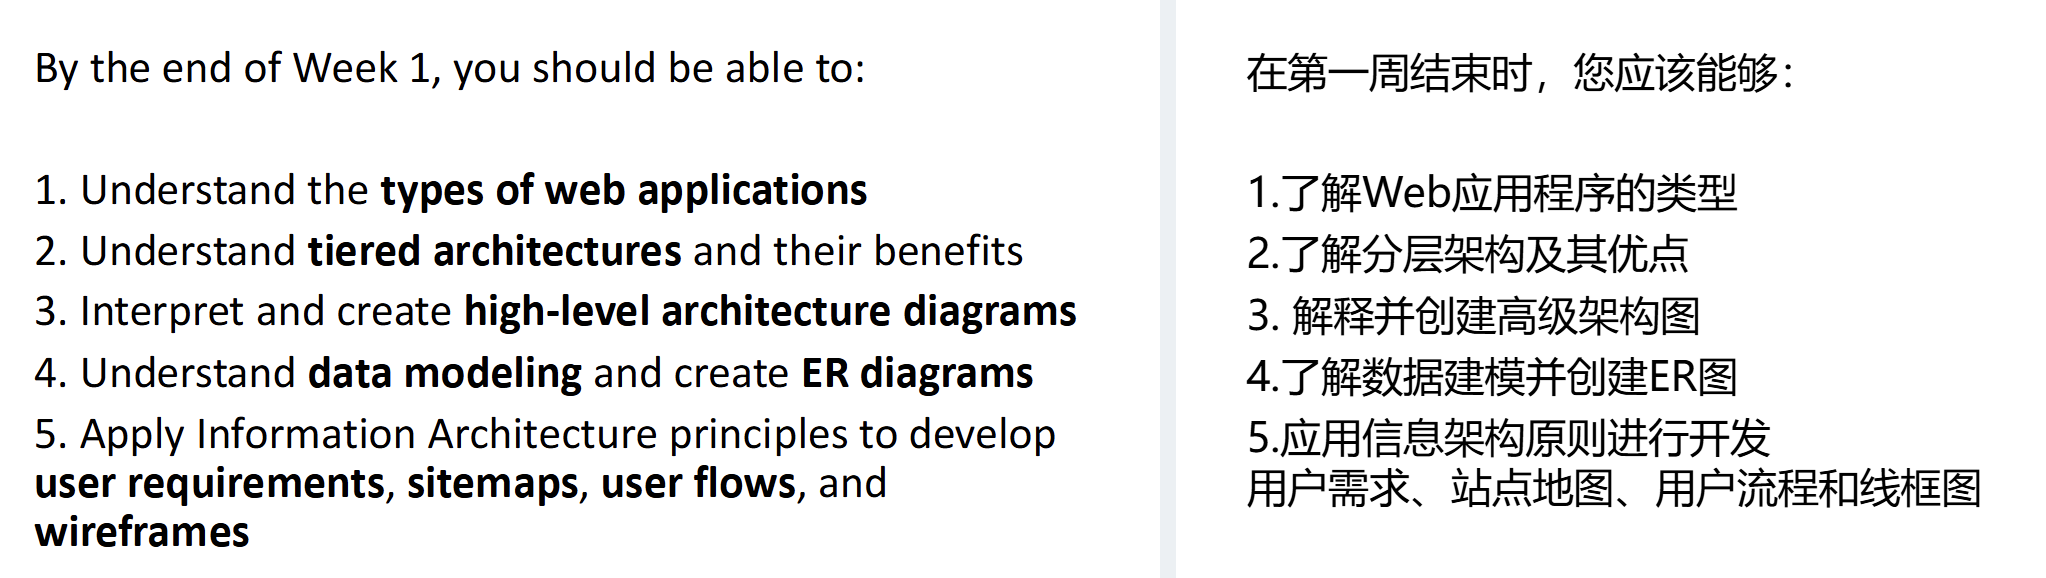 By the end of Week 1, you should be able to:
1. Understand the types of web applications
2. Understand tiered architectures and their benefits
3. Interpret and create high-level architecture diagrams
4. Understand data modeling and create ER diagrams
5. Apply Information Architecture principles to develop
user requirements, sitemaps, user flows, and
wireframes
在第一周结束时，您应该能够：
1.了解Web应用程序的类型
2.了解分层架构及其优点
3. 解释并创建高级架构图
4.了解数据建模并创建ER图
5.应用信息架构原则进行开发
用户需求、站点地图、用户流程和线框图